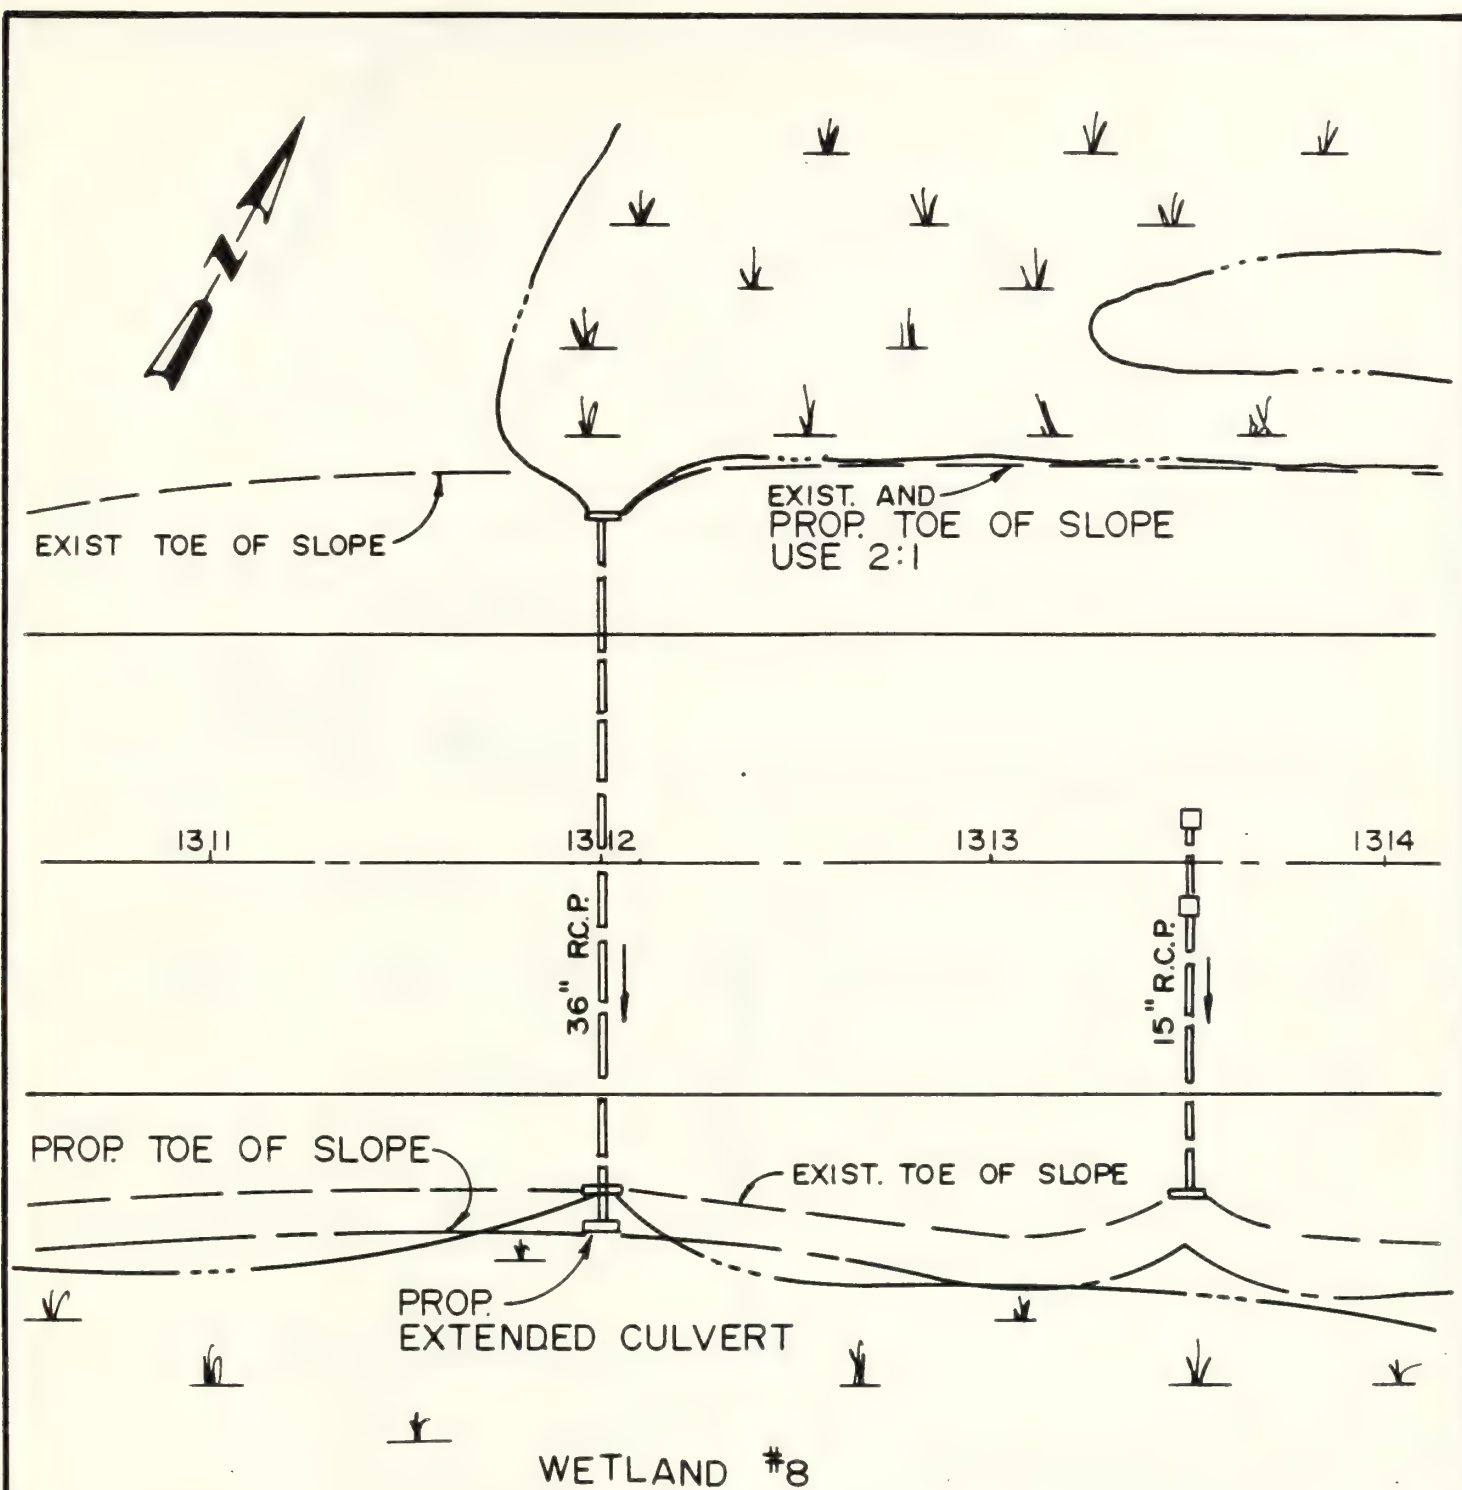 N
EXIST. AND
PROP. TOE OF SLOPE
USE 2:1
EXIST TOE OF SLOPE
1311
1312
1313
1314
36" R.C.P.
15" R.C.P.
PROP. TOE OF SLOPE
EXIST. TOE OF SLOPE
PROP.
EXTENDED CULVERT
WETLAND #8